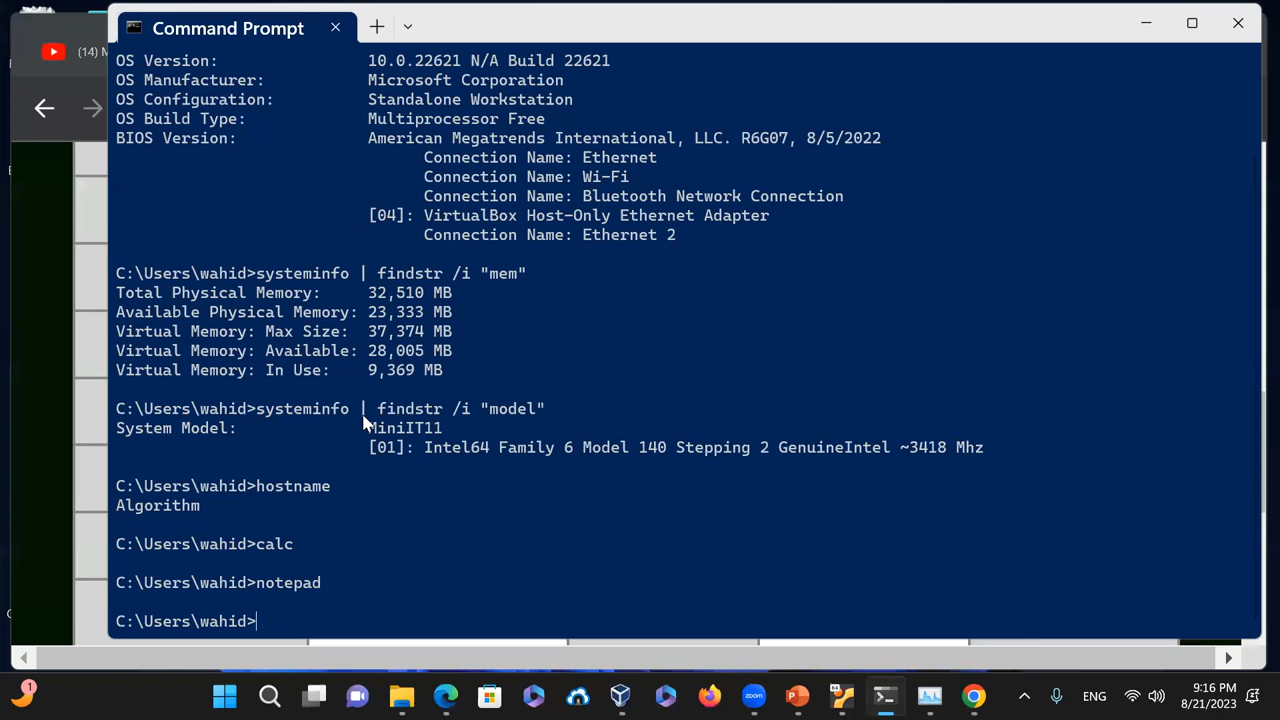 Command Prompt
(14) M
OS Version: 10.0.22621 N/A Build 22621
OS Manufacturer: Microsoft Corporation
OS Configuration: Standalone Workstation
OS Build Type: Multiprocessor Free
BIOS Version: American Megatrends International, LLC. R6G07, 8/5/2022
Connection Name: Ethernet
Connection Name: Wi-Fi
Connection Name: Bluetooth Network Connection
[04]: VirtualBox Host-Only Ethernet Adapter
Connection Name: Ethernet 2
C:\Users\wahid>systeminfo | findstr /i "mem"
Total Physical Memory: 32,510 MB
Available Physical Memory: 23,333 MB
Virtual Memory: Max Size: 37,374 MB
Virtual Memory: Available: 28,005 MB
Virtual Memory: In Use: 9,369 MB
C:\Users\wahid>systeminfo | findstr /i "model"
System Model: MiniIT11
[01]: Intel64 Family 6 Model 140 Stepping 2 GenuineIntel ~3418 Mhz
C:\Users\wahid>hostname
Algorithm
C:\Users\wahid>calc
C:\Users\wahid>notepad
C:\Users\wahid>
1
zoom
ENG
9:16 PM
8/21/2023